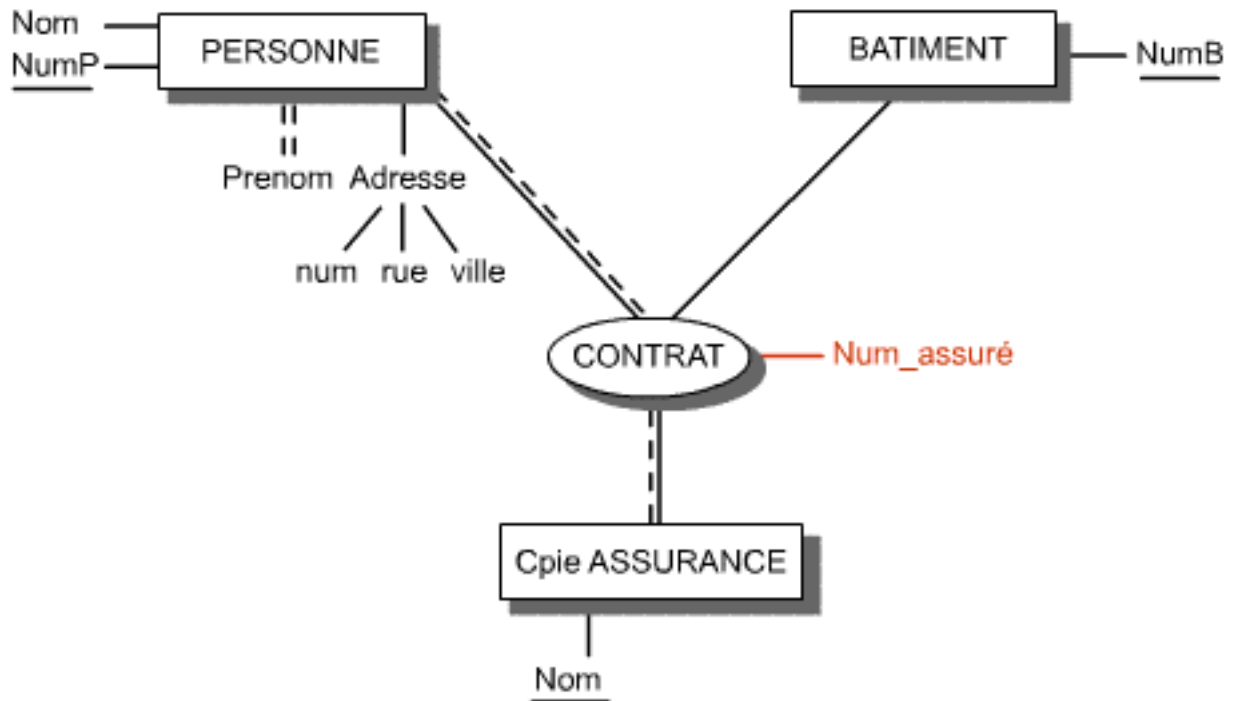 Nom
NumP
PERSONNE
BATIMENT
NumB
Prenom Adresse
num rue ville
CONTRAT
Num_assuré
Cpie ASSURANCE
Nom